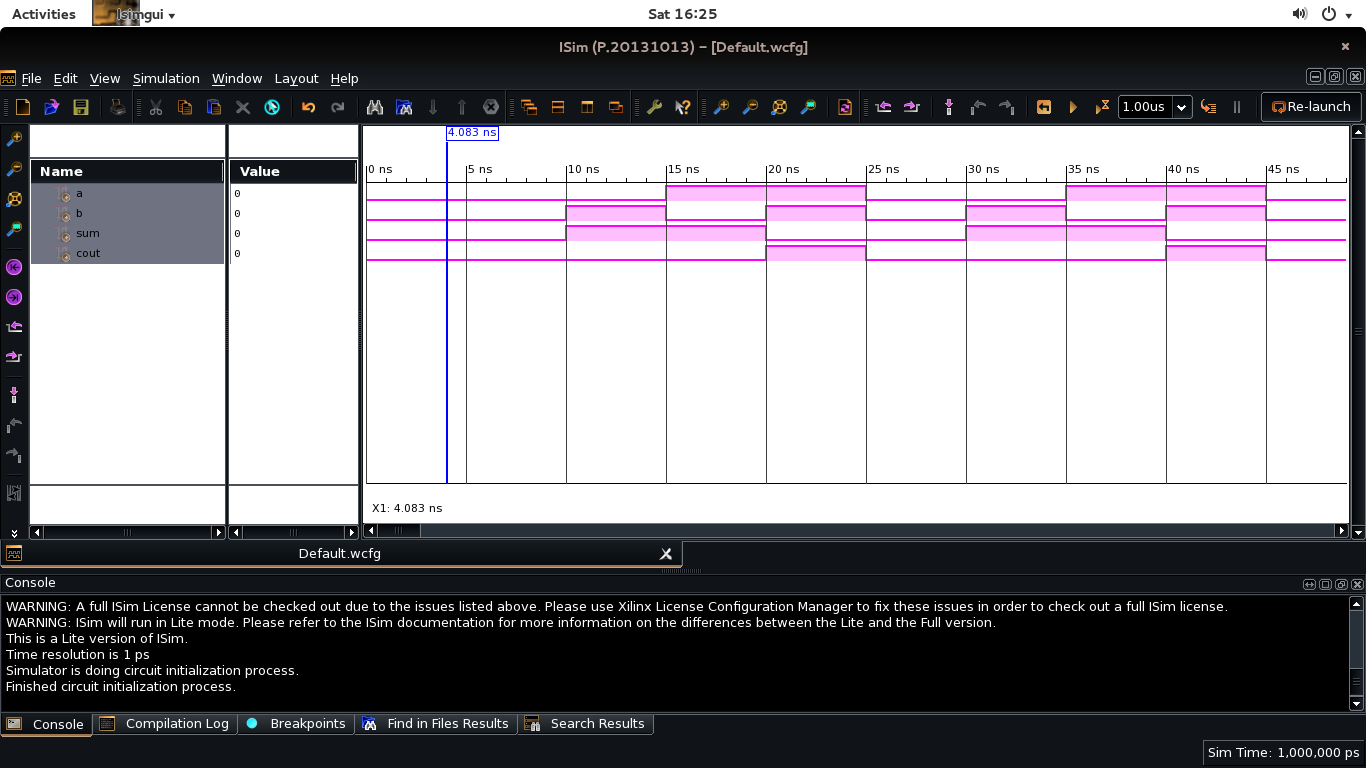 Activities Isimgui Sat 16:25
ISim (P.20131013) – [Default.wcfg]
File Edit View Simulation Window Layout Help
1.00us Re-launch
4.083 ns
Name Value
0 ns 5 ns 10 ns 15 ns 20 ns 25 ns 30 ns 35 ns 40 ns 45 ns
a 0
b 0
sum 0
cout 0
X1: 4.083 ns
Default.wcfg
Console
WARNING: A full ISim License cannot be checked out due to the issues listed above. Please use Xilinx License Configuration Manager to fix these issues in order to check out a full ISim license.
WARNING: ISim will run in Lite mode. Please refer to the ISim documentation for more information on the differences between the Lite and the Full version.
This is a Lite version of ISim.
Time resolution is 1 ps
Simulator is doing circuit initialization process.
Finished circuit initialization process.
Console Compilation Log Breakpoints Find in Files Results Search Results
Sim Time: 1,000,000 ps